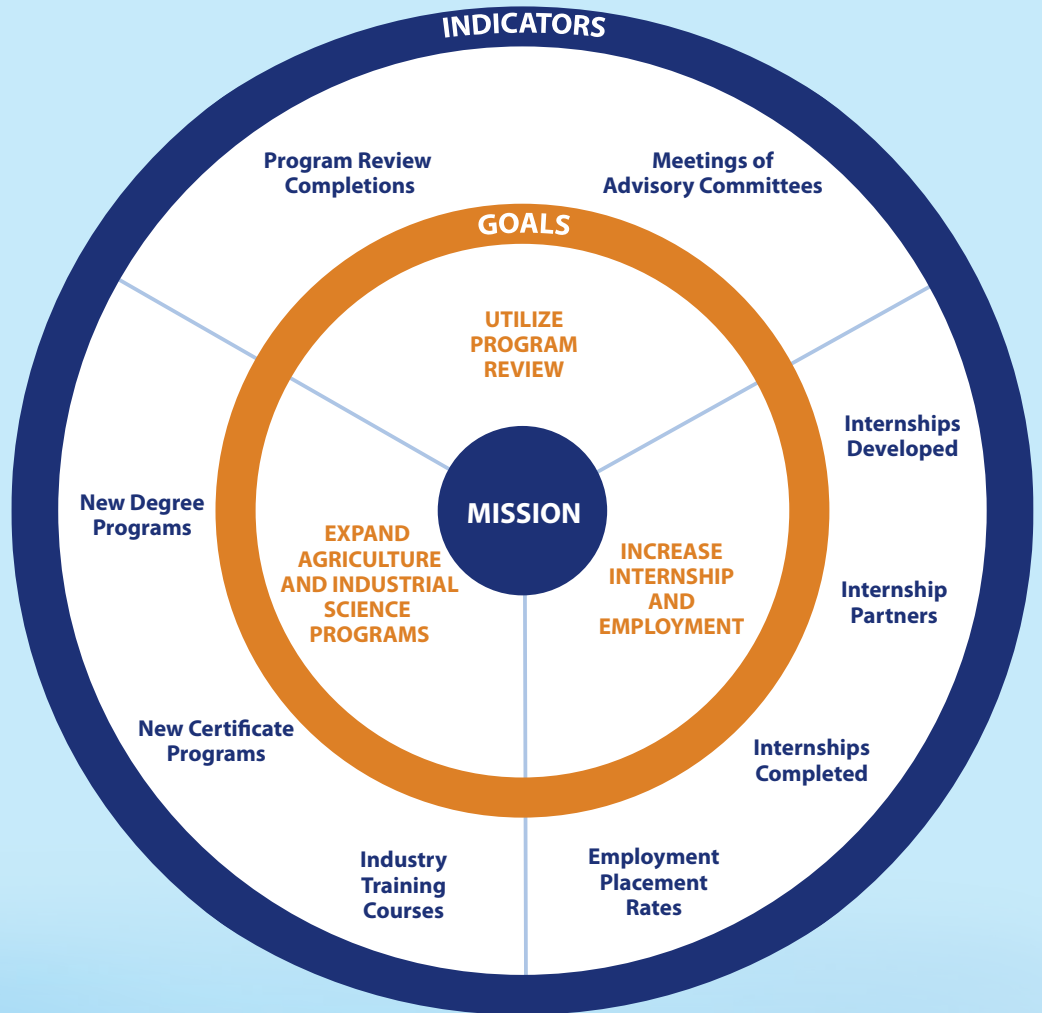 INDICATORS
Program Review
Completions
Meetings of
Advisory Committees
GOALS
UTILIZE
PROGRAM
REVIEW
MISSION
EXPAND
AGRICULTURE
AND INDUSTRIAL
SCIENCE
PROGRAMS
INCREASE
INTERNSHIP
AND
EMPLOYMENT
Internships
Developed
Internship
Partners
Internships
Completed
Employment
Placement
Rates
Industry
Training
Courses
New Certificate
Programs
New Degree
Programs